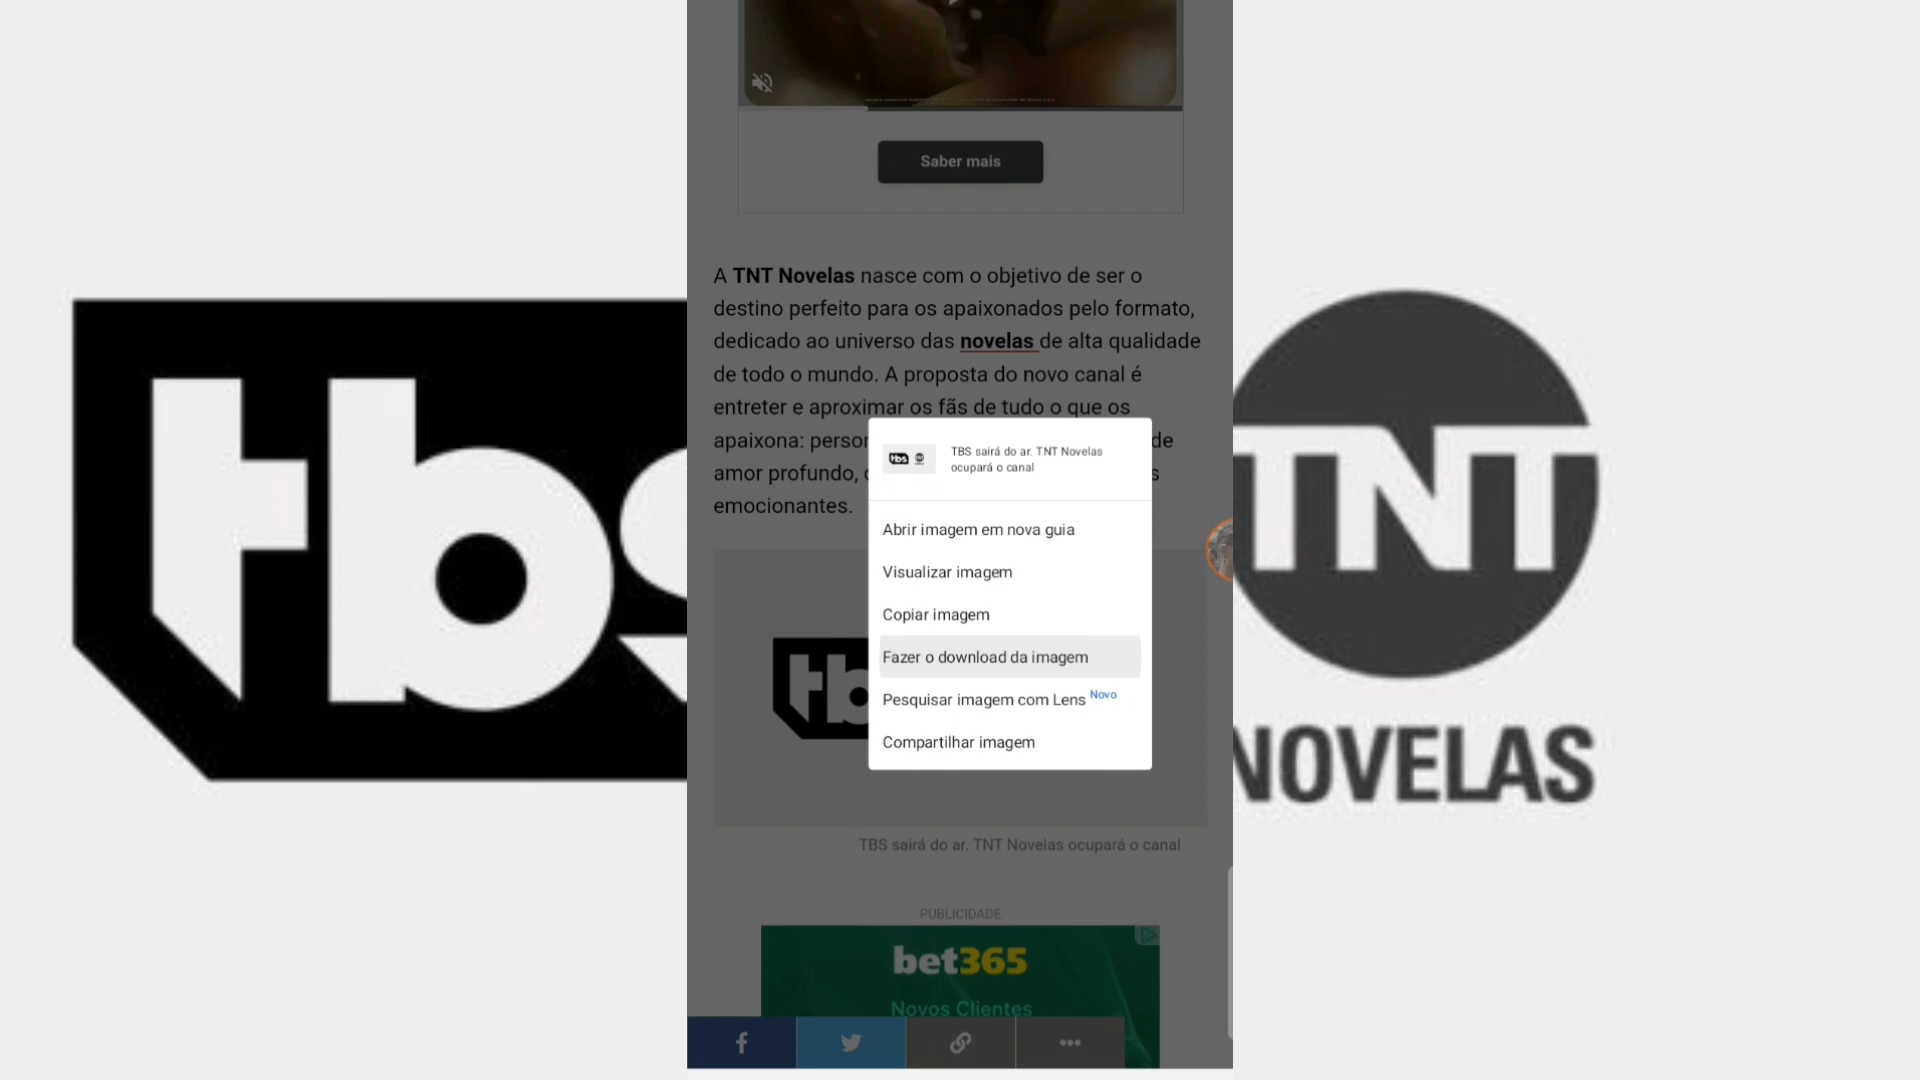 Saber mais
A TNT Novelas nasce com o objetivo de ser o
destino perfeito para os apaixonados pelo formato,
dedicado ao universo das novelas de alta qualidade
de todo o mundo. A proposta do novo canal é
entreter e aproximar os fãs de tudo o que os
apaixona: de
amor profundo,
emocionantes.
tbs
TBS sairá do ar. TNT Novelas
ocupará o canal
Abrir imagem em nova guia
Visualizar imagem
Copiar imagem
Fazer o download da imagem
Pesquisar imagem com Lens Novo
Compartilhar imagem
tb
TBS sairá do ar. TNT Novelas ocupará o canal
PUBLICIDADE
bet365
Novos Clientes
tbs
TNT
NOVELAS